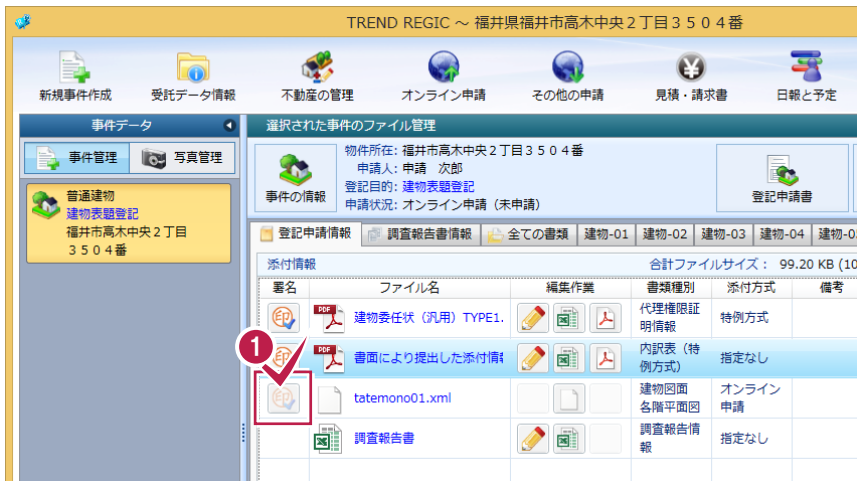 TREND REGIC ～ 福井県福井市高木中央２丁目３５０４番
新規事件作成
受託データ情報
不動産の管理
オンライン申請
その他の申請
見積・請求書
日報と予定
事件データ
選択された事件のファイル管理
事件管理
写真管理
普通建物
建物表題登記
福井市高木中央２丁目
３５０４番
事件の情報
物件所在: 福井市高木中央２丁目３５０４番
申請人: 申請　次郎
登記目的: 建物表題登記
申請状況: オンライン申請（未申請）
登記申請書
登記申請情報
調査報告書情報
全ての書類
建物-01
建物-02
建物-03
建物-04
建物-0
添付情報
合計ファイルサイズ： 99.20 KB (10
署名
ファイル名
編集作業
書類種別
添付方式
備考
印
PDF
建物委任状（汎用）TYPE1.
代理権限証
明情報
特例方式
1
印
PDF
書面により提出した添付情
内訳表（特
例方式）
指定なし
印
tatemono01.xml
建物図面
各階平面図
オンライン
申請
調査報告書
調査報告情
報
指定なし